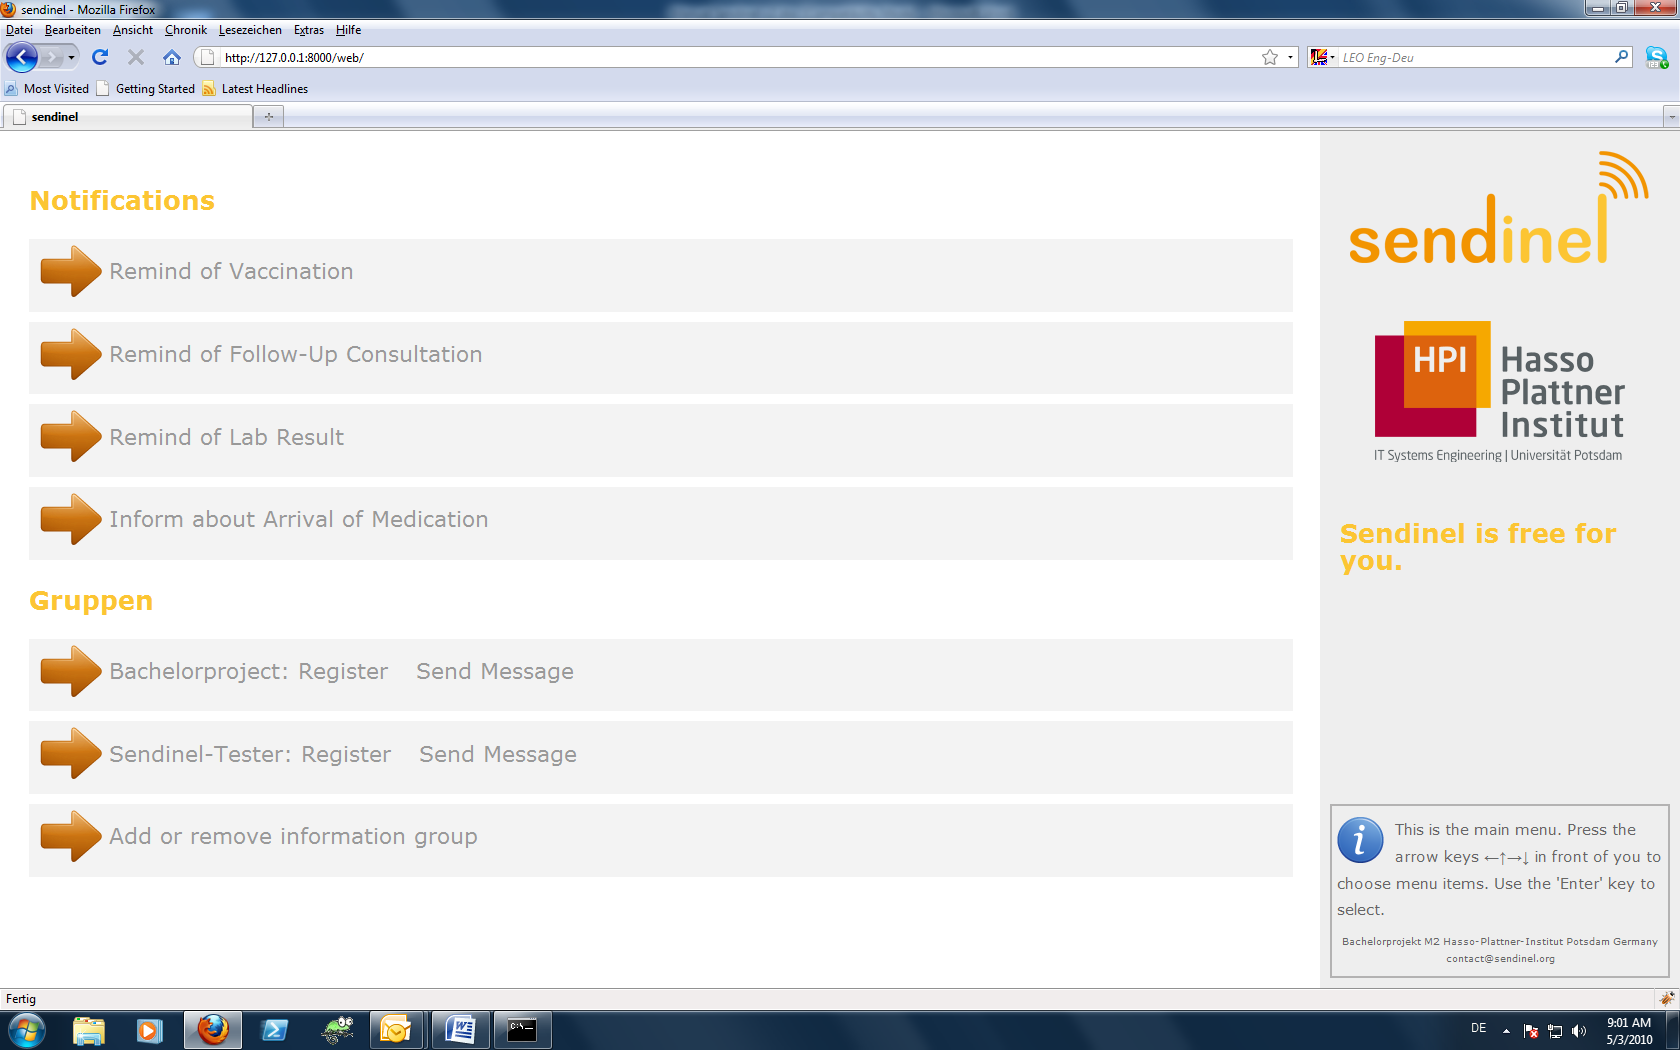 sendinel - Mozilla Firefox
Datei Bearbeiten Ansicht Chronik Lesezeichen Extras Hilfe
http://127.0.0.1:8000/web/
LEO Eng-Deu
Most Visited Getting Started Latest Headlines
sendinel
Notifications
Remind of Vaccination
Remind of Follow-Up Consultation
Remind of Lab Result
Inform about Arrival of Medication
Gruppen
Bachelorproject: Register Send Message
Sendinel-Tester: Register Send Message
Add or remove information group
sendinel
HPI
Hasso
Plattner
Institut
IT Systems Engineering | Universität Potsdam
Sendinel is free for
you.
This is the main menu. Press the
arrow keys ←↑→↓ in front of you to
choose menu items. Use the 'Enter' key to
select.
Bachelorprojekt M2 Hasso-Plattner-Institut Potsdam Germany
contact@sendinel.org
Fertig
DE
9:01 AM
5/3/2010